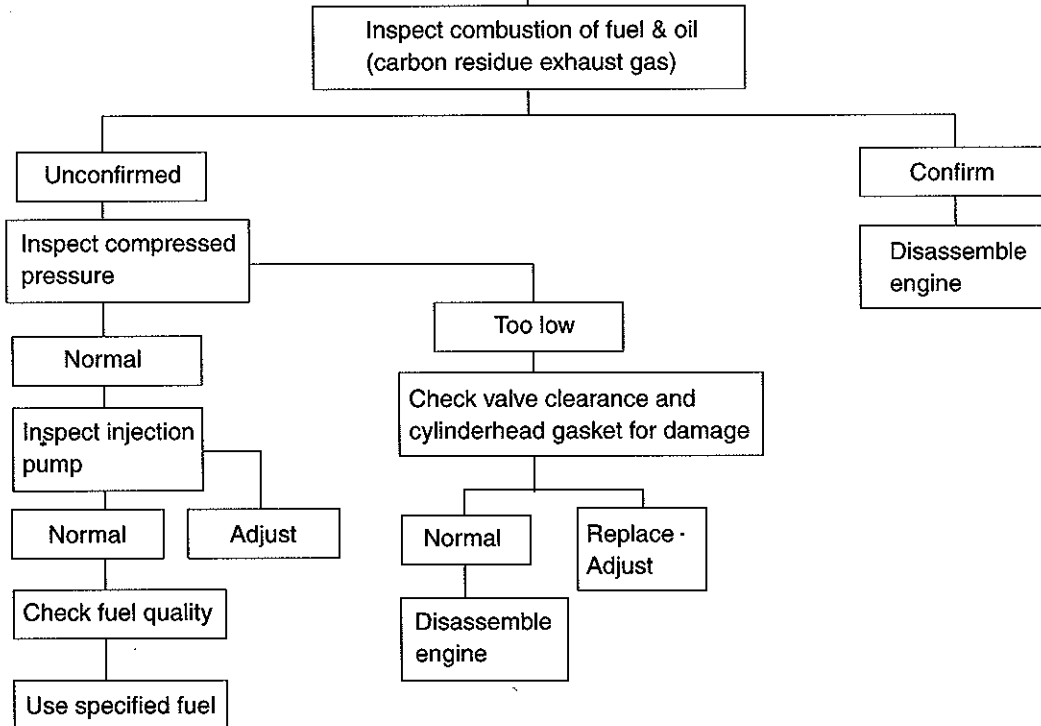 Inspect combustion of fuel & oil
(carbon residue exhaust gas)
Unconfirmed
Confirm
Inspect compressed
pressure
Disassemble
engine
Too low
Normal
Check valve clearance and
cylinderhead gasket for damage
Inspect injection
pump
Normal
Adjust
Normal
Replace -
Adjust
Check fuel quality
Disassemble
engine
Use specified fuel